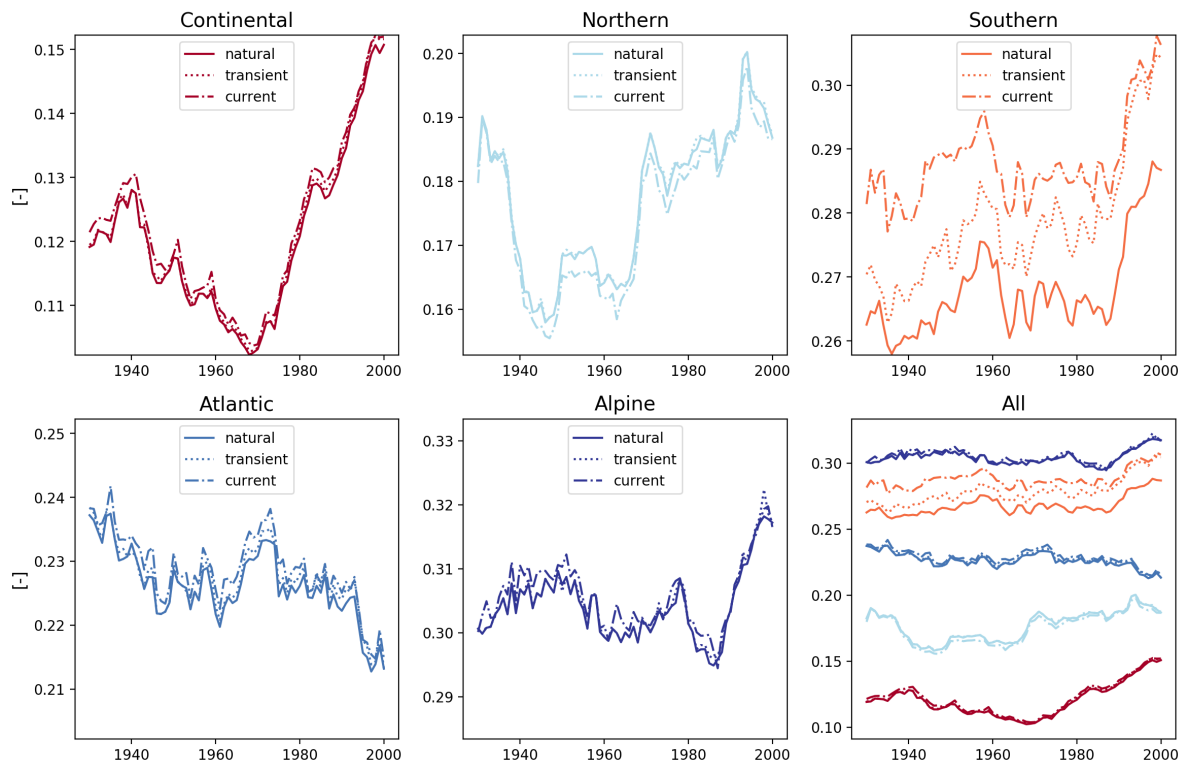 Continental
0.15
0.14
0.13
0.12
0.11
[-]
1940
1960
1980
2000
natural
transient
current
Northern
0.20
0.19
0.18
0.17
0.16
1940
1960
1980
2000
natural
transient
current
Southern
0.30
0.29
0.28
0.27
0.26
1940
1960
1980
2000
natural
transient
current
Atlantic
0.25
0.24
0.23
0.22
0.21
[-]
1940
1960
1980
2000
natural
transient
current
Alpine
0.33
0.32
0.31
0.30
0.29
1940
1960
1980
2000
natural
transient
current
All
0.30
0.25
0.20
0.15
0.10
1940
1960
1980
2000